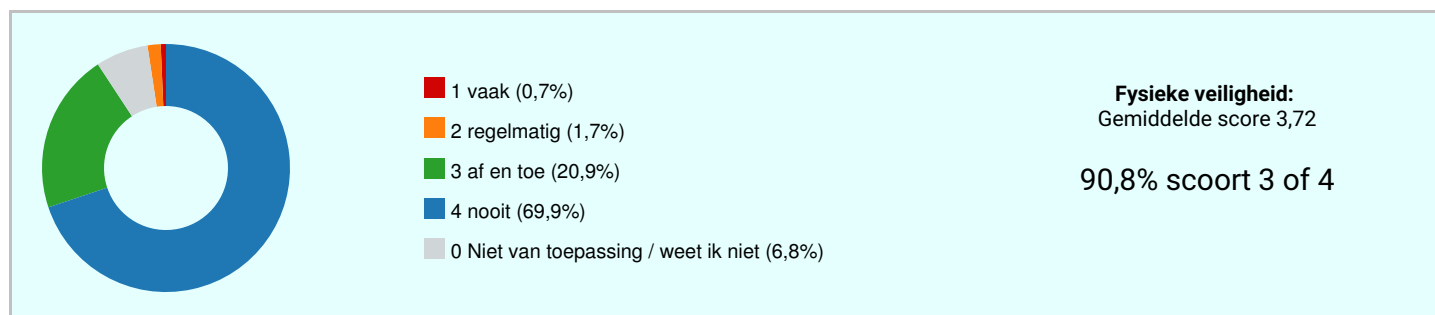 1 vaak (0,7%)
2 regelmatig (1,7%)
3 af en toe (20,9%)
4 nooit (69,9%)
0 Niet van toepassing / weet ik niet (6,8%)
Fysieke veiligheid:
Gemiddelde score 3,72
90,8% scoort 3 of 4